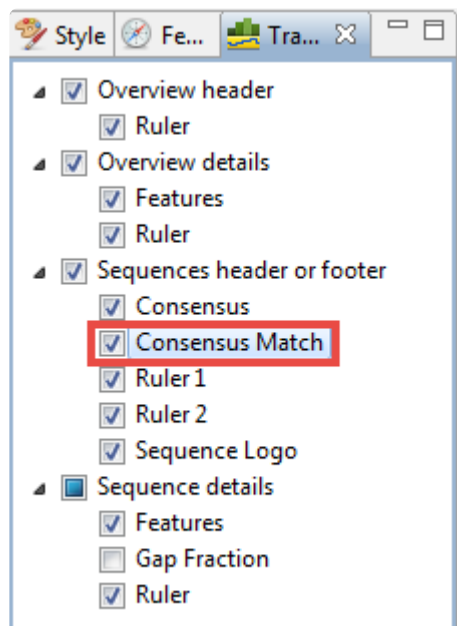 Style Fe... Tra...
Overview header
Ruler
Overview details
Features
Ruler
Sequences header or footer
Consensus
Consensus Match
Ruler 1
Ruler 2
Sequence Logo
Sequence details
Features
Gap Fraction
Ruler